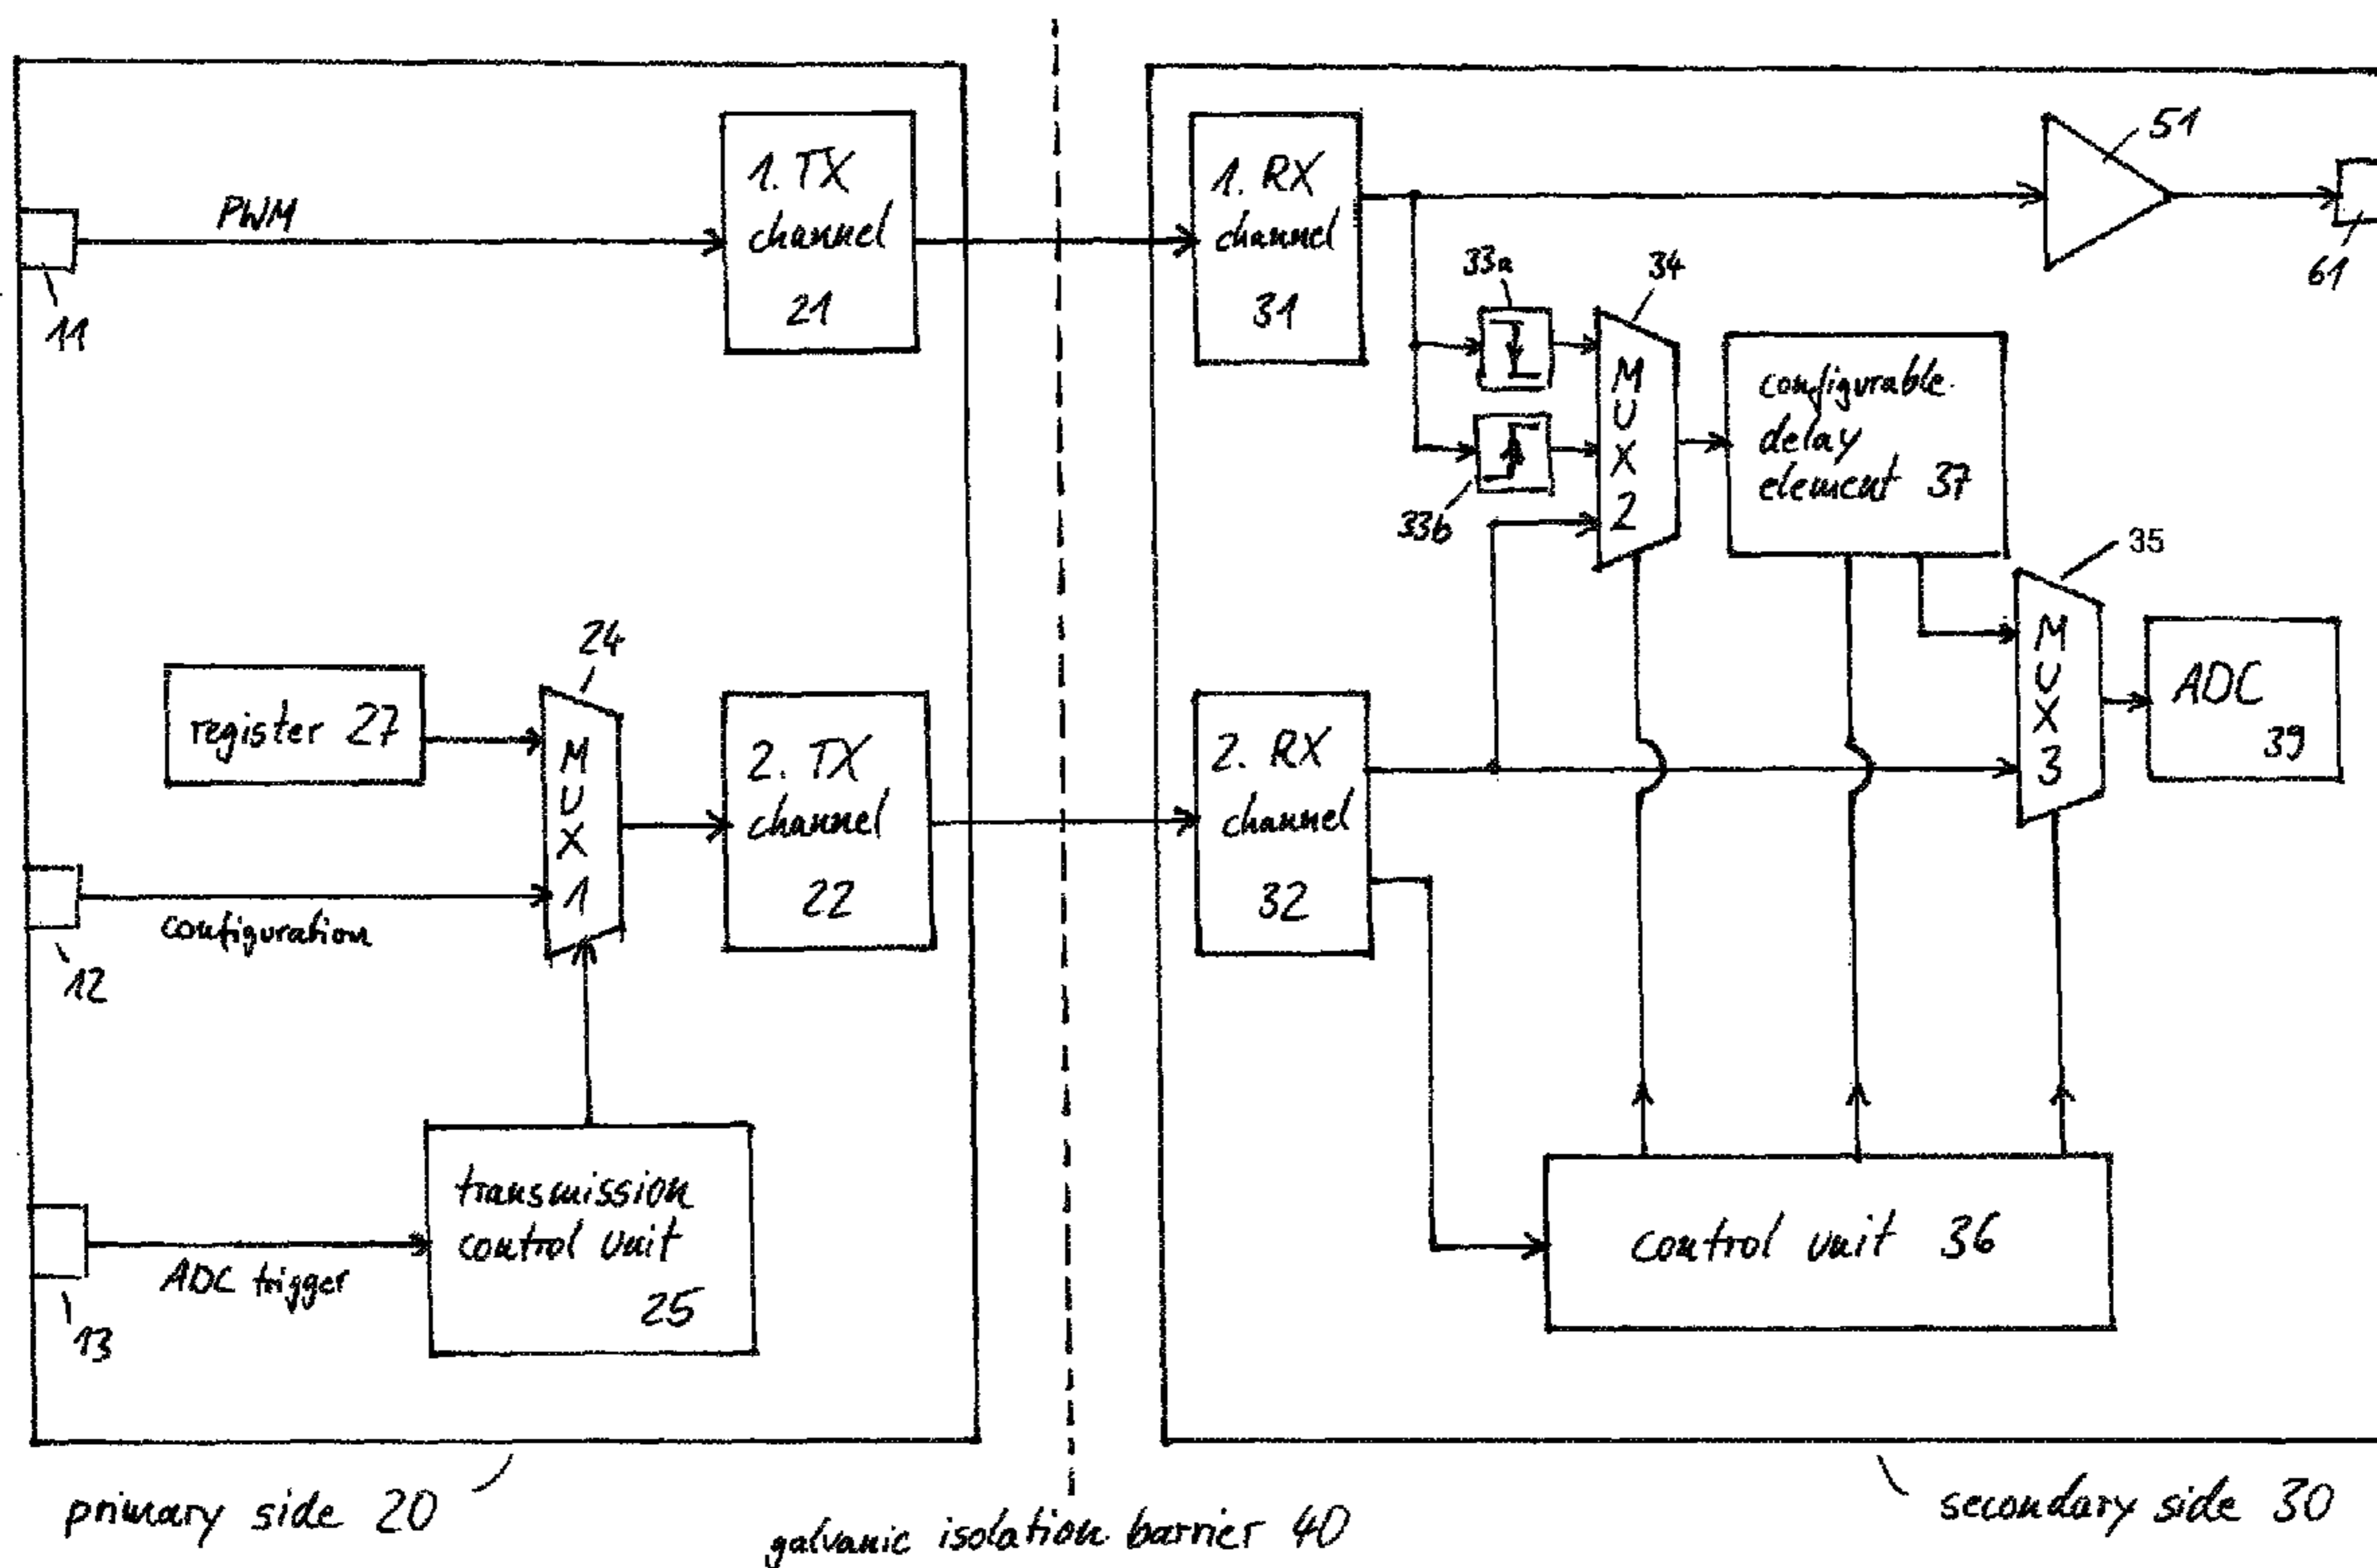 PWM
11
1. TX
channel
21
1. RX
channel
31
51
61
33a
34
33b
M
U
X
2
configurable
delay
element 37
35
M
U
X
3
ADC
39
24
register 27
M
U
X
1
2. TX
channel
22
2. RX
channel
32
configuration
12
ADC trigger
13
transmission
control unit
25
control unit 36
primary side 20
galvanic isolation barrier 40
secondary side 30